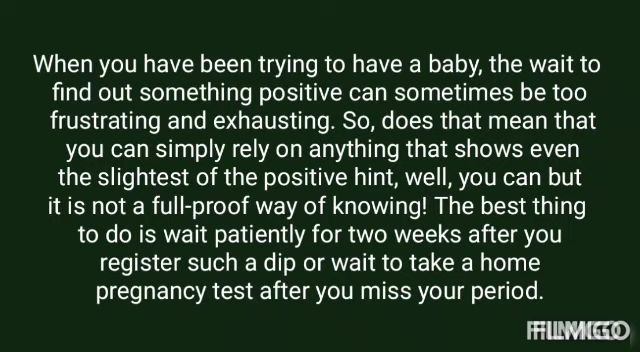 When you have been trying to have a baby, the wait to
find out something positive can sometimes be too
frustrating and exhausting. So, does that mean that
you can simply rely on anything that shows even
the slightest of the positive hint, well, you can but
it is not a full-proof way of knowing! The best thing
to do is wait patiently for two weeks after you
register such a dip or wait to take a home
pregnancy test after you miss your period.
FILMIGO